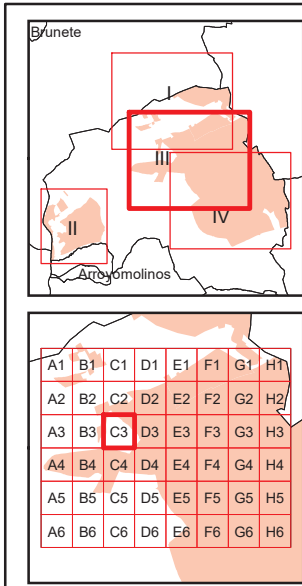 Brunete
I
III
IV
II
Arroyomolinos
A1 B1 C1 D1 E1 F1 G1 H1
A2 B2 C2 D2 E2 F2 G2 H2
A3 B3 C3 D3 E3 F3 G3 H3
A4 B4 C4 D4 E4 F4 G4 H4
A5 B5 C5 D5 E5 F5 G5 H5
A6 B6 C6 D6 E6 F6 G6 H6